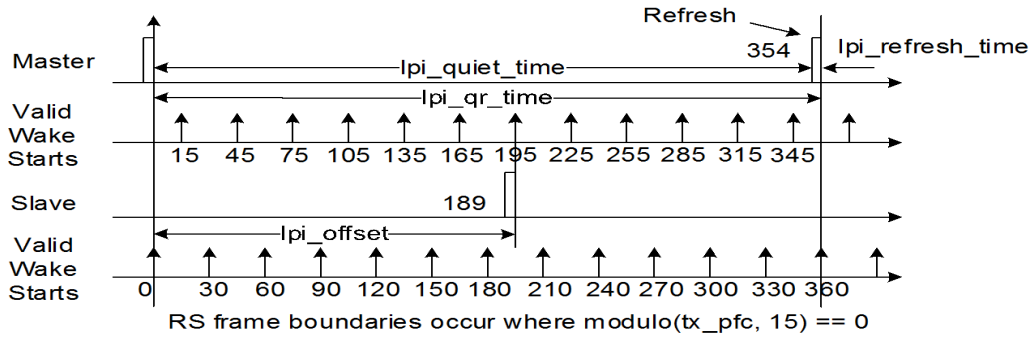 Refresh
Master
354
lpi_refresh_time
lpi_quiet_time
lpi_qr_time
Valid
Wake
Starts
15 45 75 105 135 165 195 225 255 285 315 345
Slave
189
lpi_offset
Valid
Wake
Starts
0 30 60 90 120 150 180 210 240 270 300 330 360
RS frame boundaries occur where modulo(tx_pfc, 15) == 0